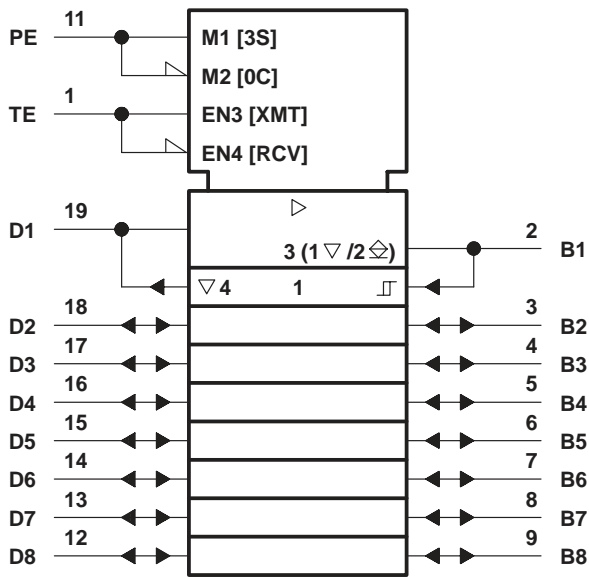 11
PE
M1 [3S]
M2 [0C]
1
TE
EN3 [XMT]
EN4 [RCV]
19
D1
▷
2
3 (1 ▽ /2 ⎒)
B1
▽ 4 1
18
D2
3
B2
17
D3
4
B3
16
D4
5
B4
15
D5
6
B5
14
D6
7
B6
13
D7
8
B7
12
D8
9
B8